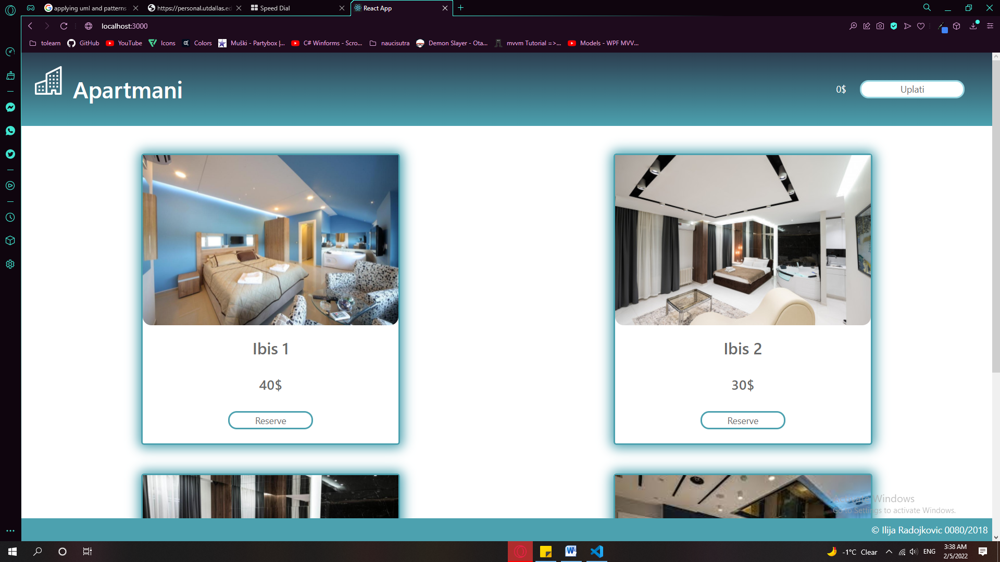 applying uml and patterns
https://personal.utdallas.ed
Speed Dial
React App
localhost:3000
tolearn
GitHub
YouTube
Icons
Colors
Muški - Partybox |...
C# Winforms - Scro...
naucisutra
Demon Slayer - Ota...
mvvm Tutorial =>...
Models - WPF MVV...
Apartmani
0$
Uplati
Ibis 1
40$
Reserve
Ibis 2
30$
Reserve
Activate Windows
Go to Settings to activate Windows.
© Ilija Radojkovic 0080/2018
-1°C Clear
ENG
3:38 AM
2/5/2022